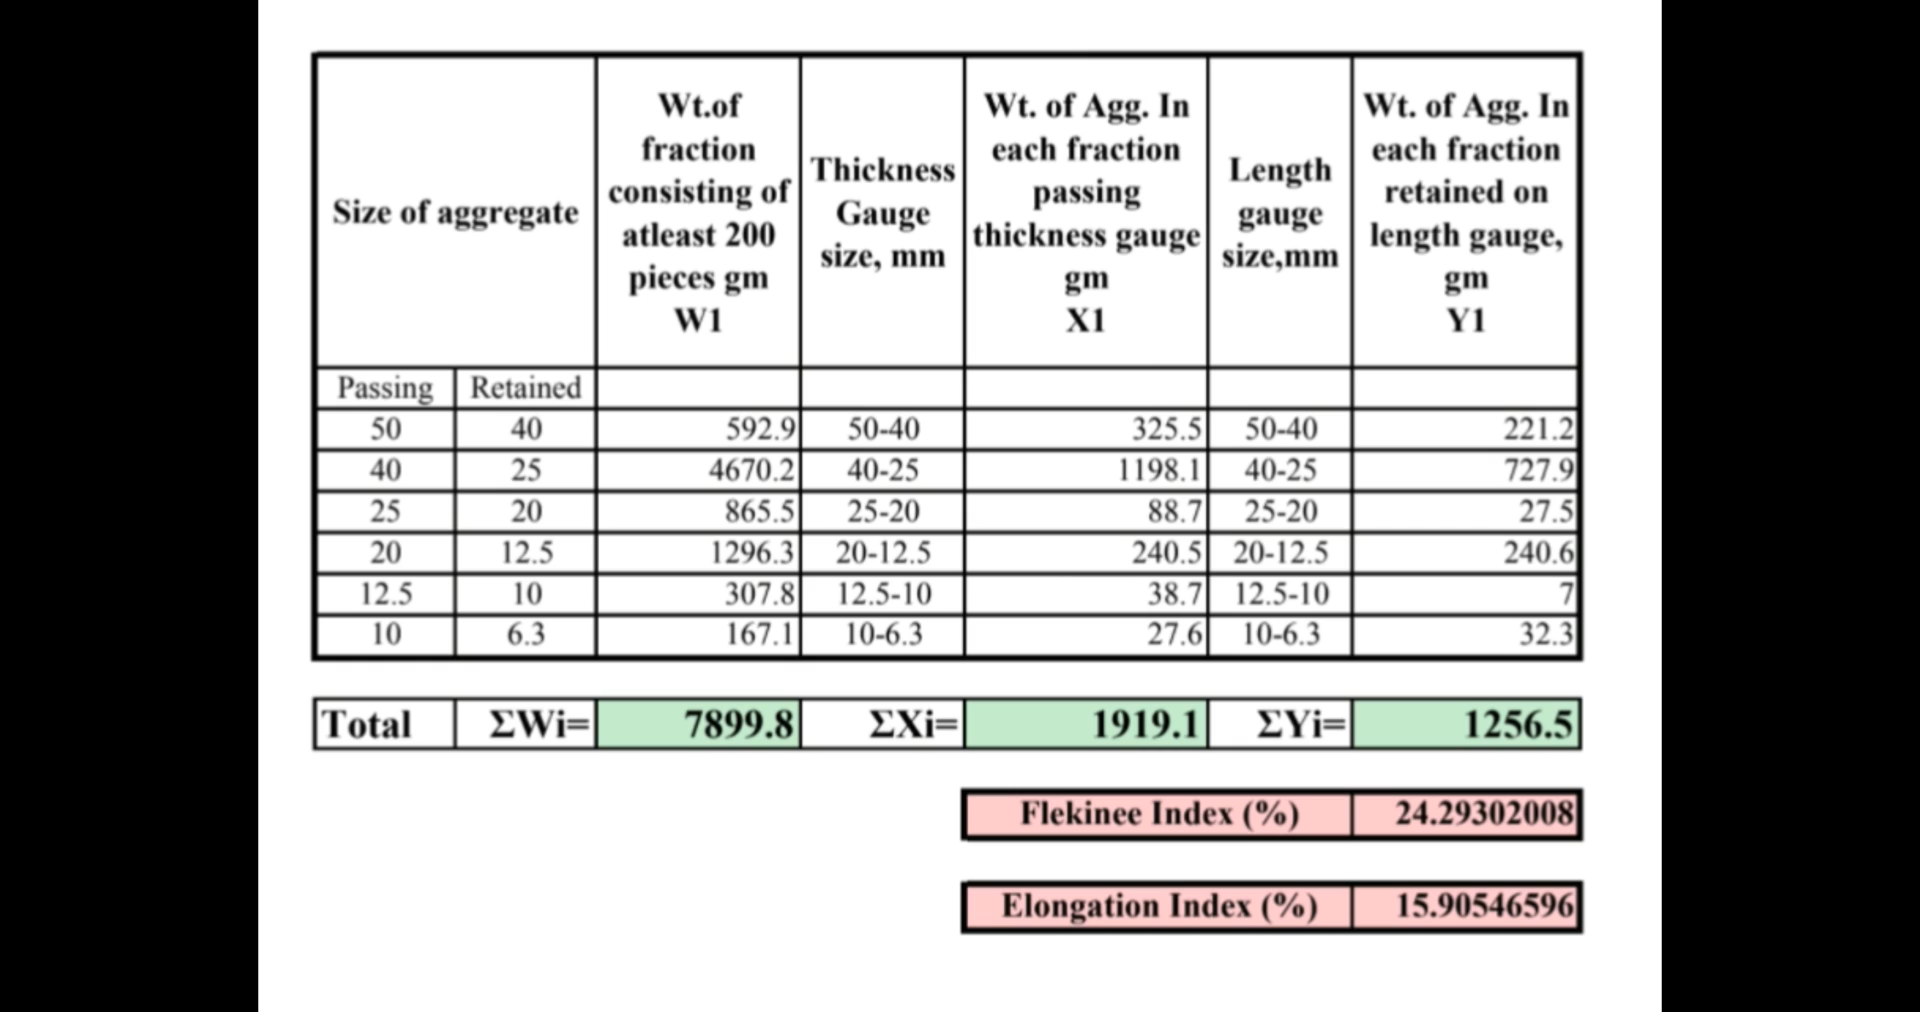 Size of aggregate
Wt.of
fraction
consisting of
atleast 200
pieces gm
W1
Thickness
Gauge
size, mm
Wt. of Agg. In
each fraction
passing
thickness gauge
gm
X1
Length
gauge
size,mm
Wt. of Agg. In
each fraction
retained on
length gauge,
gm
Y1
Passing Retained
50 40 592.9 50-40 325.5 50-40 221.2
40 25 4670.2 40-25 1198.1 40-25 727.9
25 20 865.5 25-20 88.7 25-20 27.5
20 12.5 1296.3 20-12.5 240.5 20-12.5 240.6
12.5 10 307.8 12.5-10 38.7 12.5-10 7
10 6.3 167.1 10-6.3 27.6 10-6.3 32.3
Total ΣWi= 7899.8 ΣXi= 1919.1 ΣYi= 1256.5
Flekinee Index (%) 24.29302008
Elongation Index (%) 15.90546596